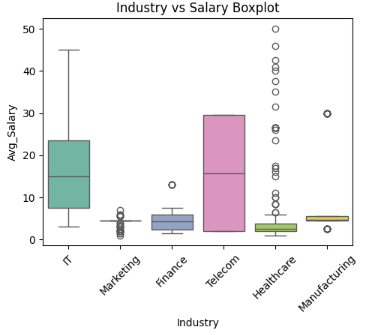 Industry vs Salary Boxplot
50
40
30
20
10
0
Avg_Salary
IT
Marketing
Finance
Telecom
Healthcare
Manufacturing
Industry